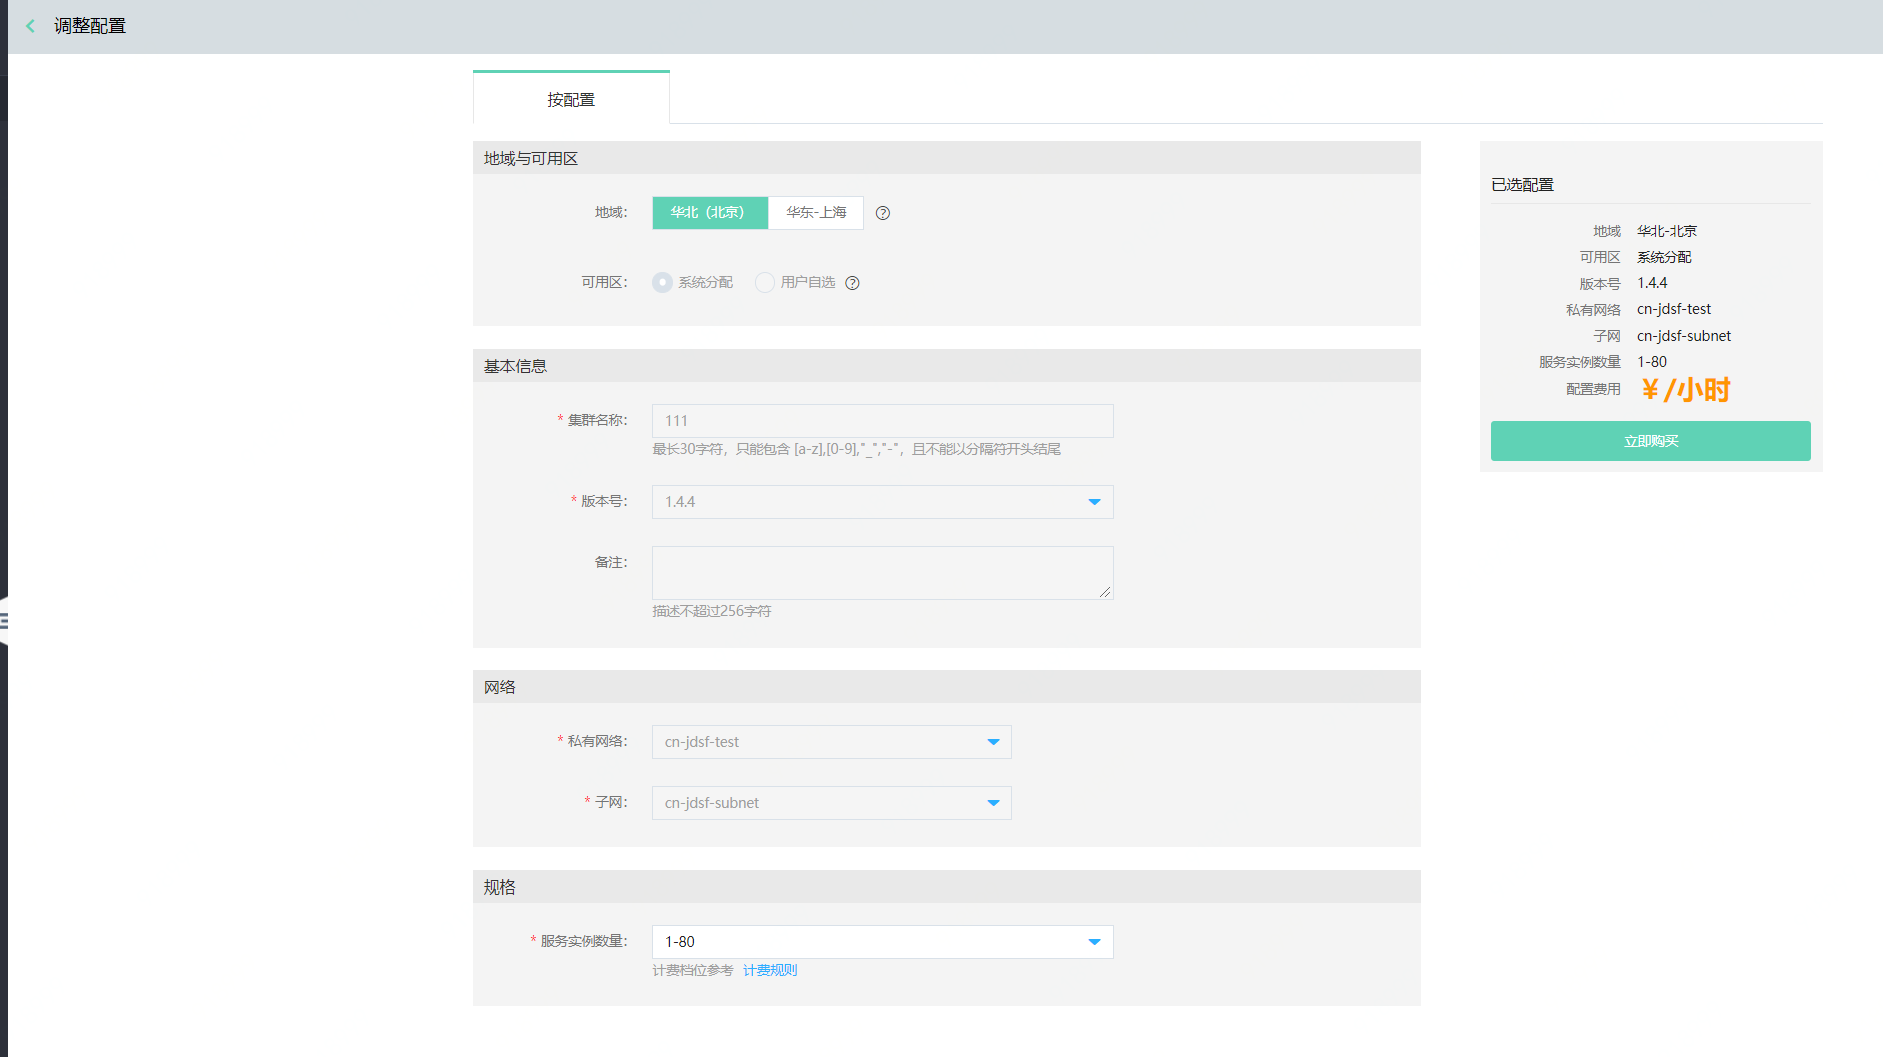 调整配置
按配置
地域与可用区
地域：
华北（北京）
华东-上海
?
可用区：
系统分配
用户自选
?
基本信息
* 集群名称：
111
最长30字符，只能包含 [a-z],[0-9],"_","-"，且不能以分隔符开头结尾
* 版本号：
1.4.4
备注：
描述不超过256字符
网络
* 私有网络：
cn-jdsf-test
* 子网：
cn-jdsf-subnet
规格
* 服务实例数量：
1-80
计费档位参考 计费规则
已选配置
地域 华北-北京
可用区 系统分配
版本号 1.4.4
私有网络 cn-jdsf-test
子网 cn-jdsf-subnet
服务实例数量 1-80
配置费用 ￥/小时
立即购买